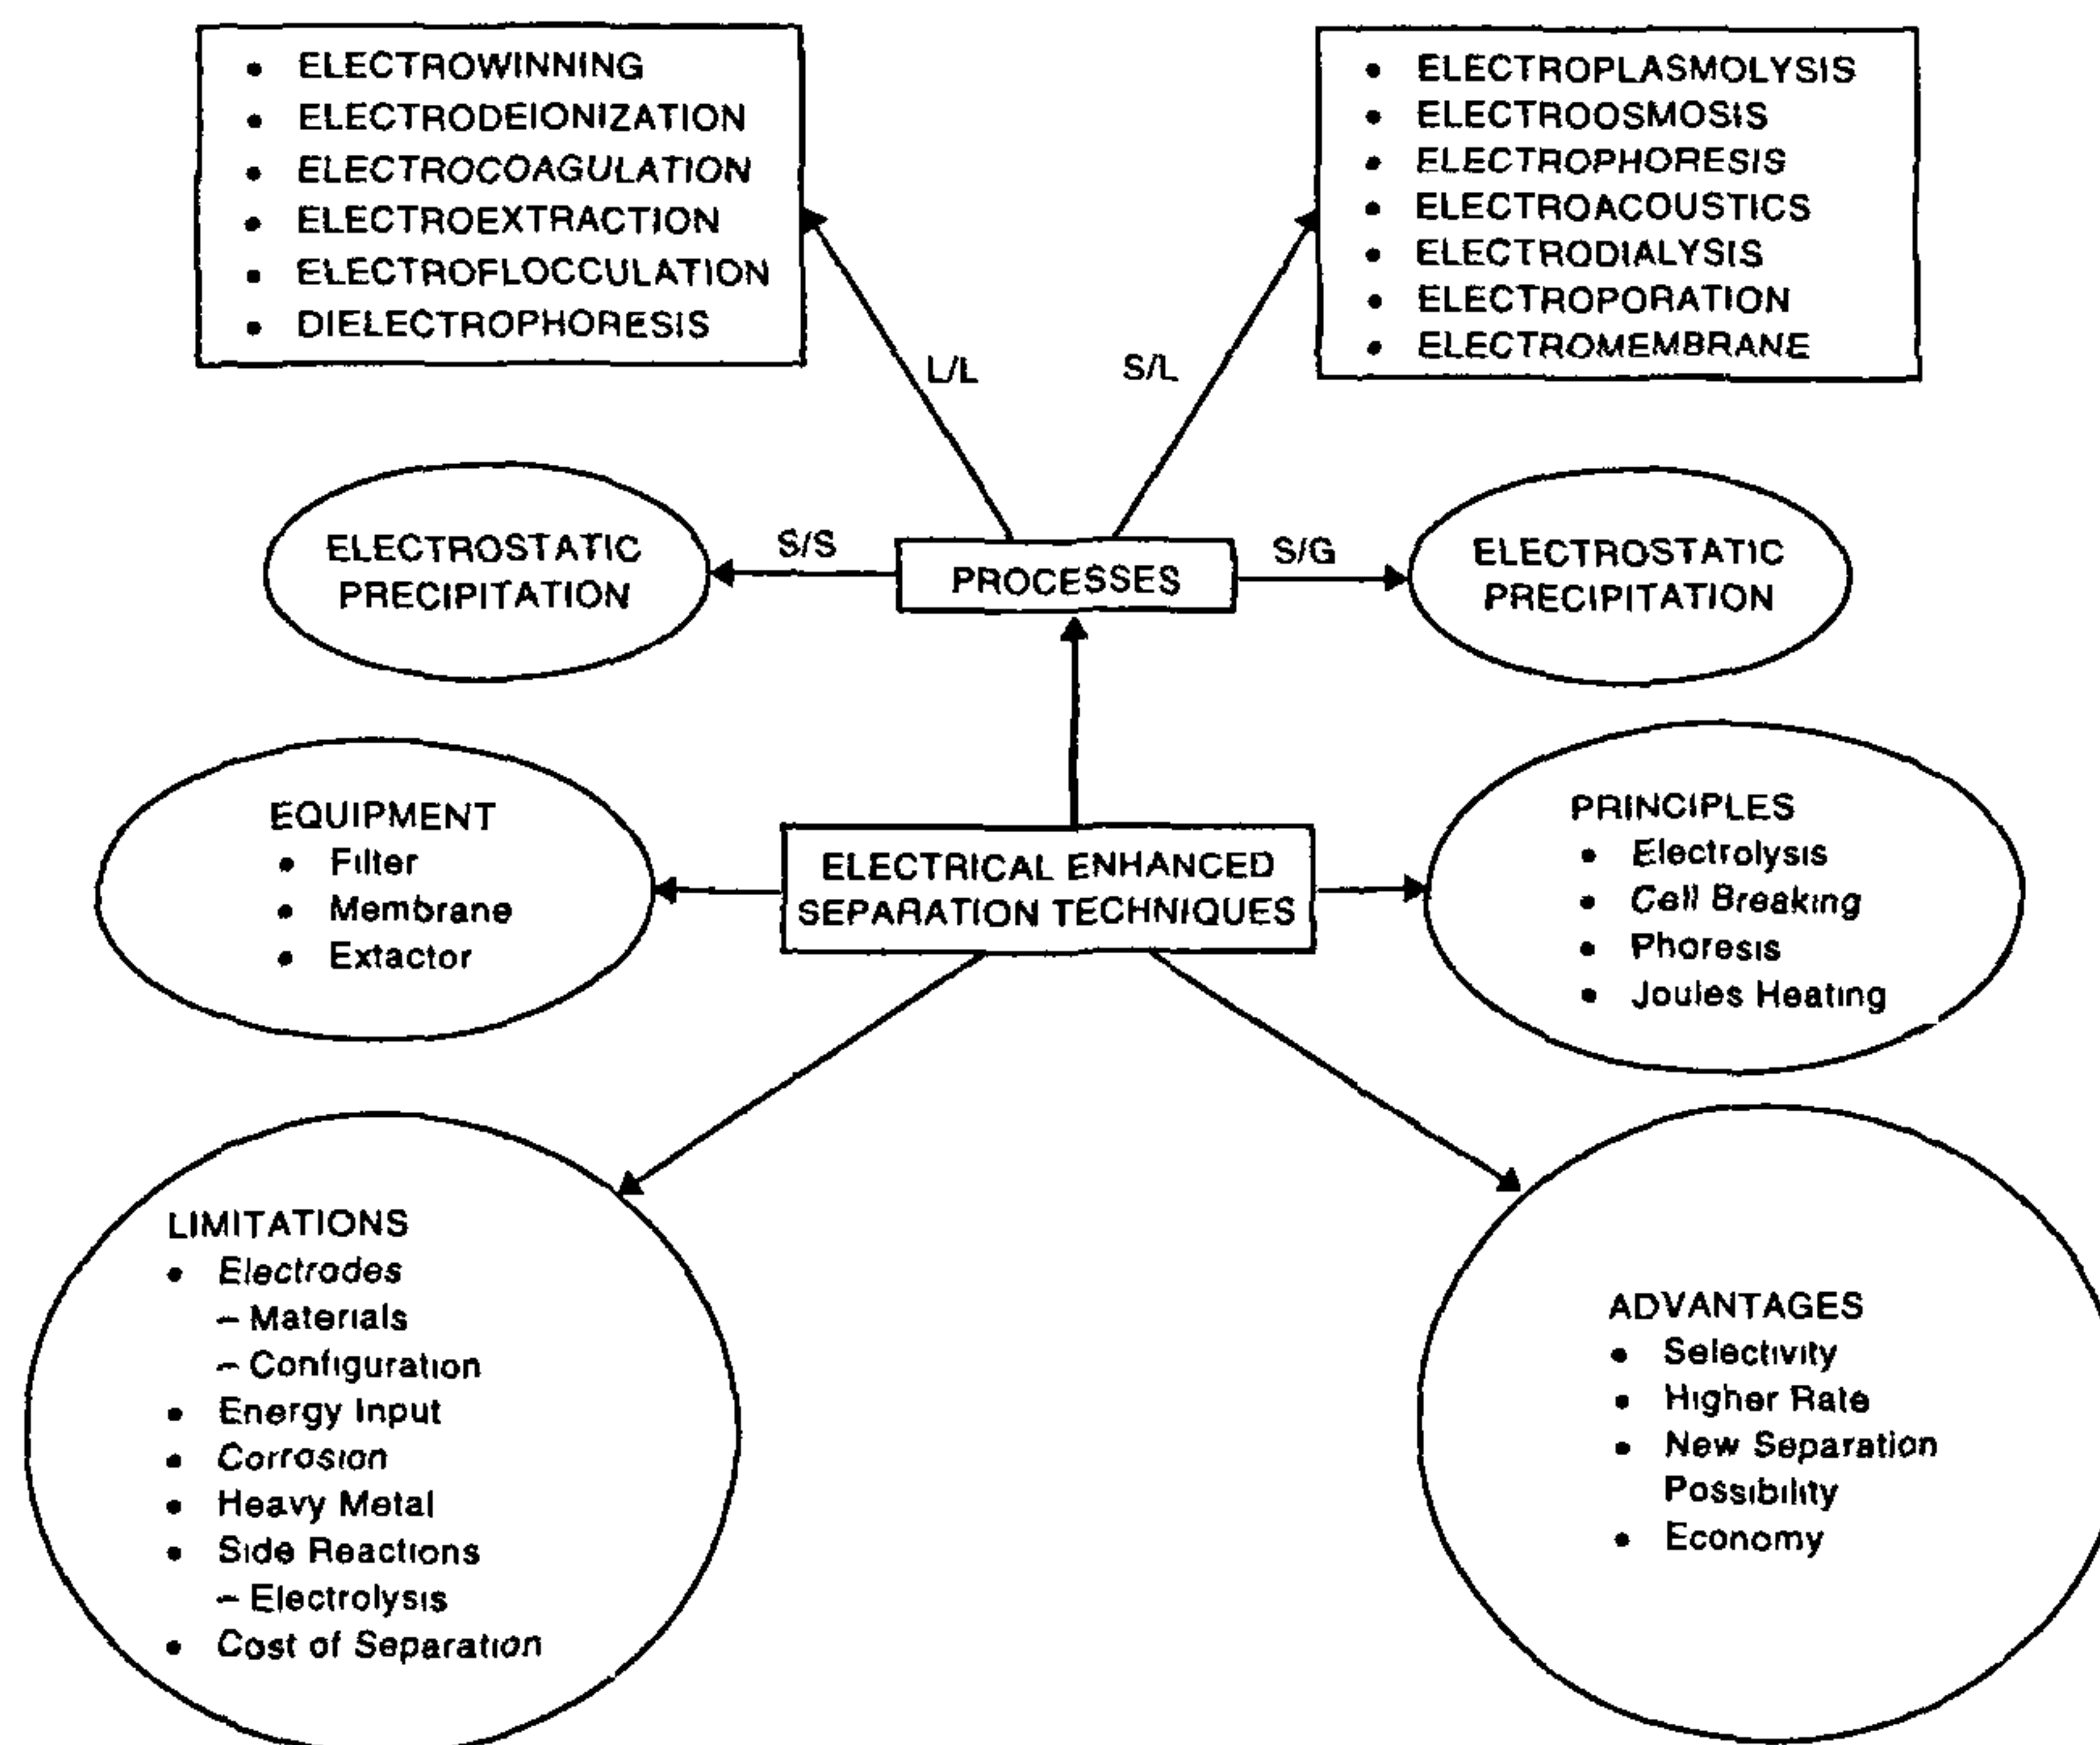 • ELECTROWINNING
• ELECTRODEIONIZATION
• ELECTROCOAGULATION
• ELECTROEXTRACTION
• ELECTROFLOCCULATION
• DIELECTROPHORESIS
• ELECTROPLASMOLYSIS
• ELECTROOSMOSIS
• ELECTROPHORESIS
• ELECTROACOUSTICS
• ELECTRODIALYSIS
• ELECTROPORATION
• ELECTROMEMBRANE
L/L
S/L
ELECTROSTATIC
PRECIPITATION
S/S
PROCESSES
S/G
ELECTROSTATIC
PRECIPITATION
EQUIPMENT
• Filter
• Membrane
• Extactor
ELECTRICAL ENHANCED
SEPARATION TECHNIQUES
PRINCIPLES
• Electrolysis
• Cell Breaking
• Phoresis
• Joules Heating
LIMITATIONS
• Electrodes
– Materials
– Configuration
• Energy Input
• Corrosion
• Heavy Metal
• Side Reactions
– Electrolysis
• Cost of Separation
ADVANTAGES
• Selectivity
• Higher Rate
• New Separation
Possibility
• Economy